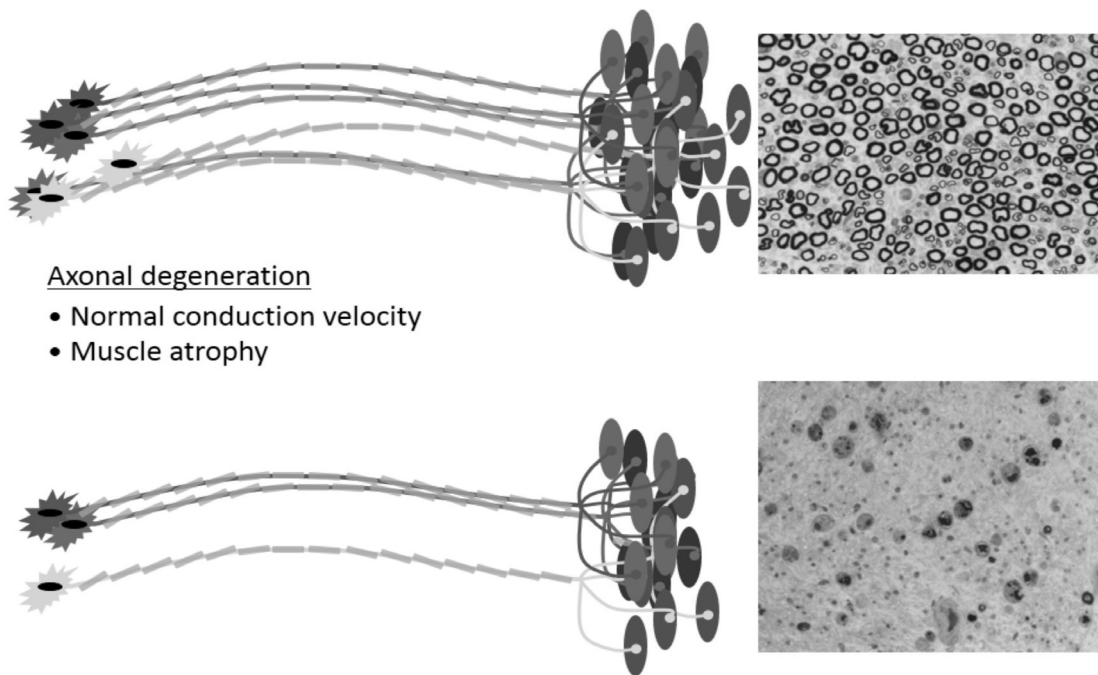 Axonal degeneration
• Normal conduction velocity
• Muscle atrophy